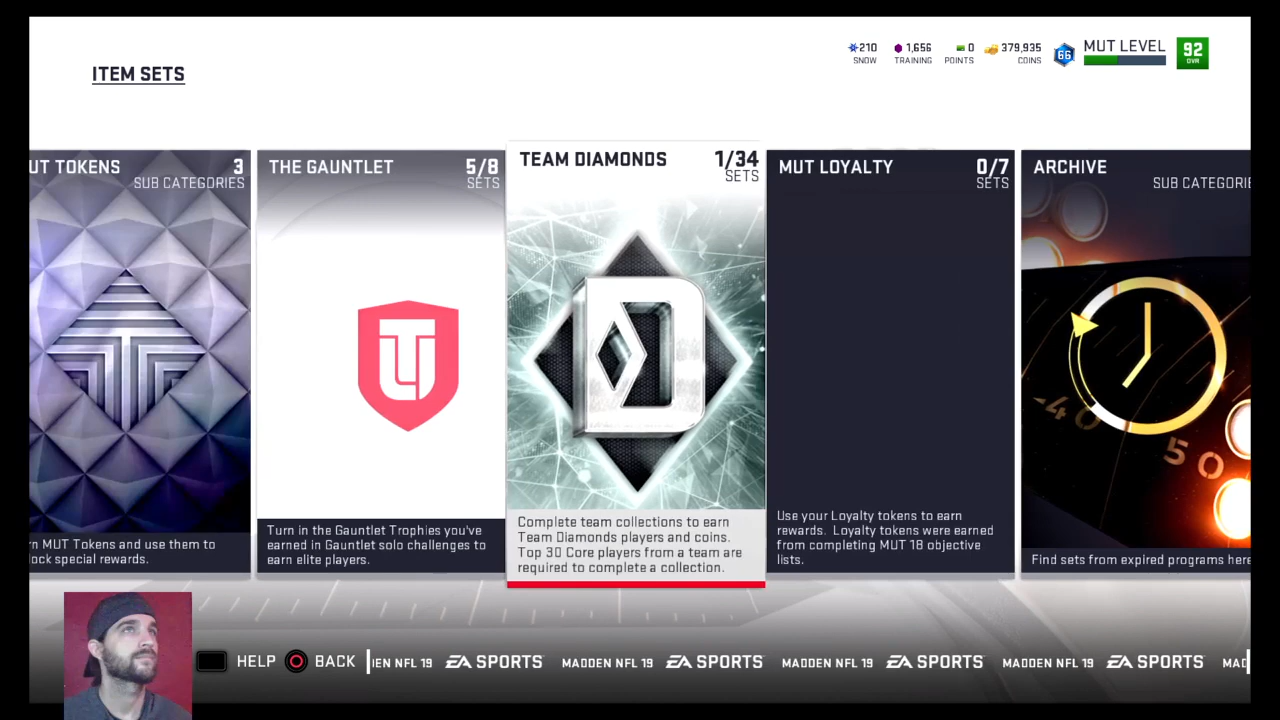 ITEM SETS
210 SNOW
1,656 TRAINING
0 POINTS
379,935 COINS
66
MUT LEVEL
92 OVR
UT TOKENS
3 SUB CATEGORIES
THE GAUNTLET
5/8 SETS
TEAM DIAMONDS
1/34 SETS
MUT LOYALTY
0/7 SETS
ARCHIVE
SUB CATEGORIE
D
-40
50
rn MUT Tokens and use them to
lock special rewards.
Turn in the Gauntlet Trophies you've
earned in Gauntlet solo challenges to
earn elite players.
Complete team collections to earn
Team Diamonds players and coins.
Top 30 Core players from a team are
required to complete a collection.
Use your Loyalty tokens to earn
rewards. Loyalty tokens were earned
from completing MUT 18 objective
lists.
Find sets from expired programs here
HELP BACK IEN NFL 19 EA SPORTS MADDEN NFL 19 EA SPORTS MADDEN NFL 19 EA SPORTS MADDEN NFL 19 EA SPORTS MAD